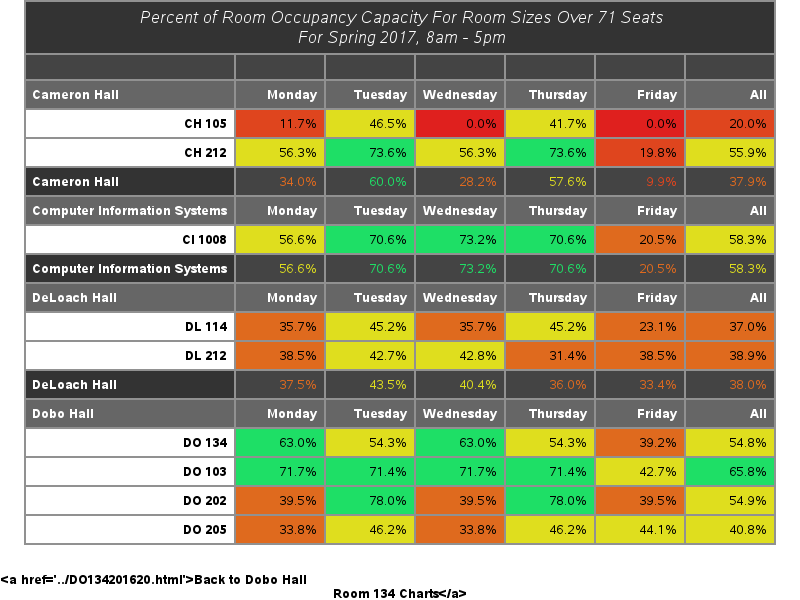 Percent of Room Occupancy Capacity For Room Sizes Over 71 Seats
For Spring 2017, 8am - 5pm
Cameron Hall Monday Tuesday Wednesday Thursday Friday All
CH 105 11.7% 46.5% 0.0% 41.7% 0.0% 20.0%
CH 212 56.3% 73.6% 56.3% 73.6% 19.8% 55.9%
Cameron Hall 34.0% 60.0% 28.2% 57.6% 9.9% 37.9%
Computer Information Systems Monday Tuesday Wednesday Thursday Friday All
CI 1008 56.6% 70.6% 73.2% 70.6% 20.5% 58.3%
Computer Information Systems 56.6% 70.6% 73.2% 70.6% 20.5% 58.3%
DeLoach Hall Monday Tuesday Wednesday Thursday Friday All
DL 114 35.7% 45.2% 35.7% 45.2% 23.1% 37.0%
DL 212 38.5% 42.7% 42.8% 31.4% 38.5% 38.9%
DeLoach Hall 37.5% 43.5% 40.4% 36.0% 33.4% 38.0%
Dobo Hall Monday Tuesday Wednesday Thursday Friday All
DO 134 63.0% 54.3% 63.0% 54.3% 39.2% 54.8%
DO 103 71.7% 71.4% 71.7% 71.4% 42.7% 65.8%
DO 202 39.5% 78.0% 39.5% 78.0% 39.5% 54.9%
DO 205 33.8% 46.2% 33.8% 46.2% 44.1% 40.8%
<a href='../DO134201620.html'>Back to Dobo Hall
Room 134 Charts</a>